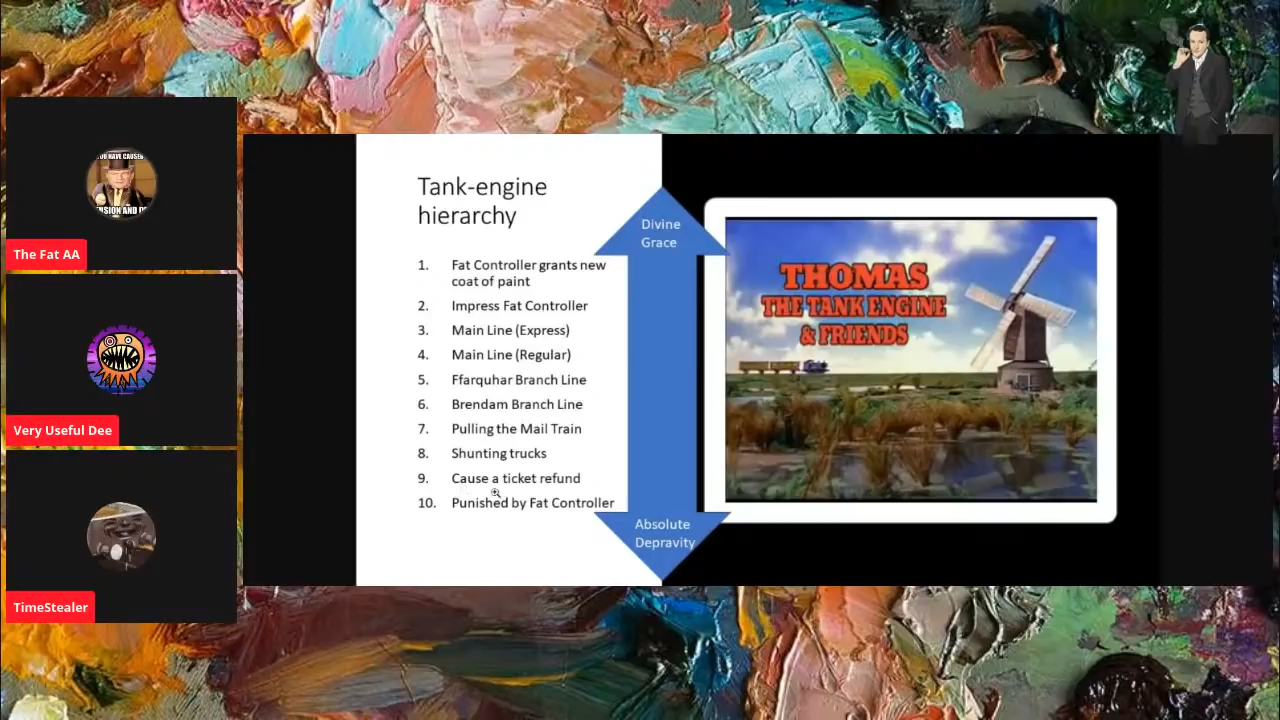 YOU HAVE CAUSED
The Fat AA
Very Useful Dee
TimeStealer
Tank-engine
hierarchy
1. Fat Controller grants new
coat of paint
2. Impress Fat Controller
3. Main Line (Express)
4. Main Line (Regular)
5. Ffarquhar Branch Line
6. Brendam Branch Line
7. Pulling the Mail Train
8. Shunting trucks
9. Cause a ticket refund
10. Punished by Fat Controller
Divine
Grace
Absolute
Depravity
THOMAS
THE TANK ENGINE
& FRIENDS